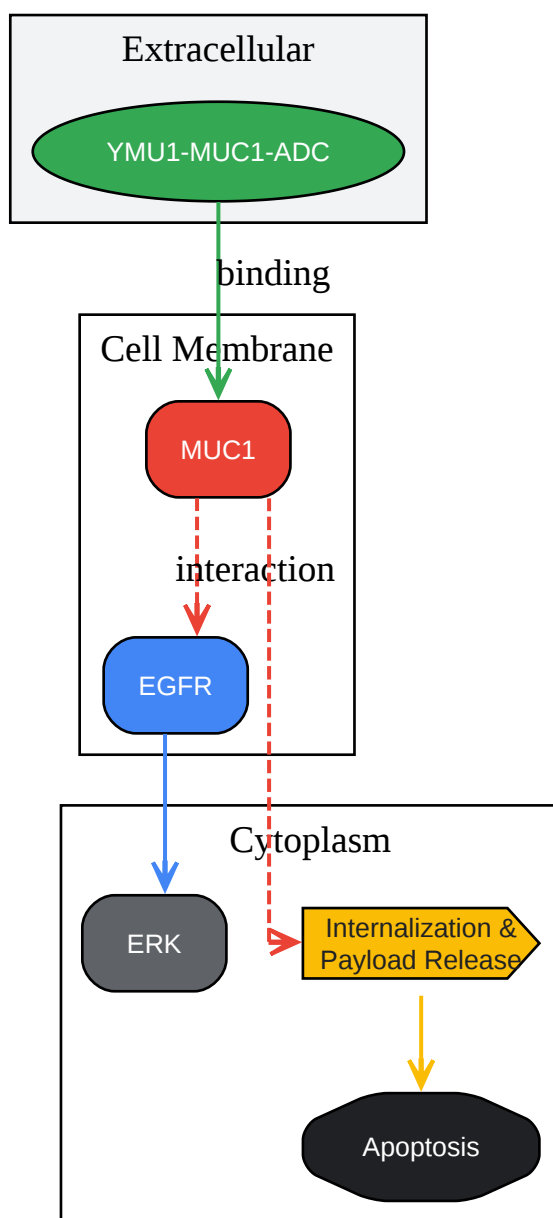 Extracellular
YMU1-MUC1-ADC
binding
Cell Membrane
MUC1
interaction
EGFR
Cytoplasm
ERK
Internalization &
Payload Release
Apoptosis